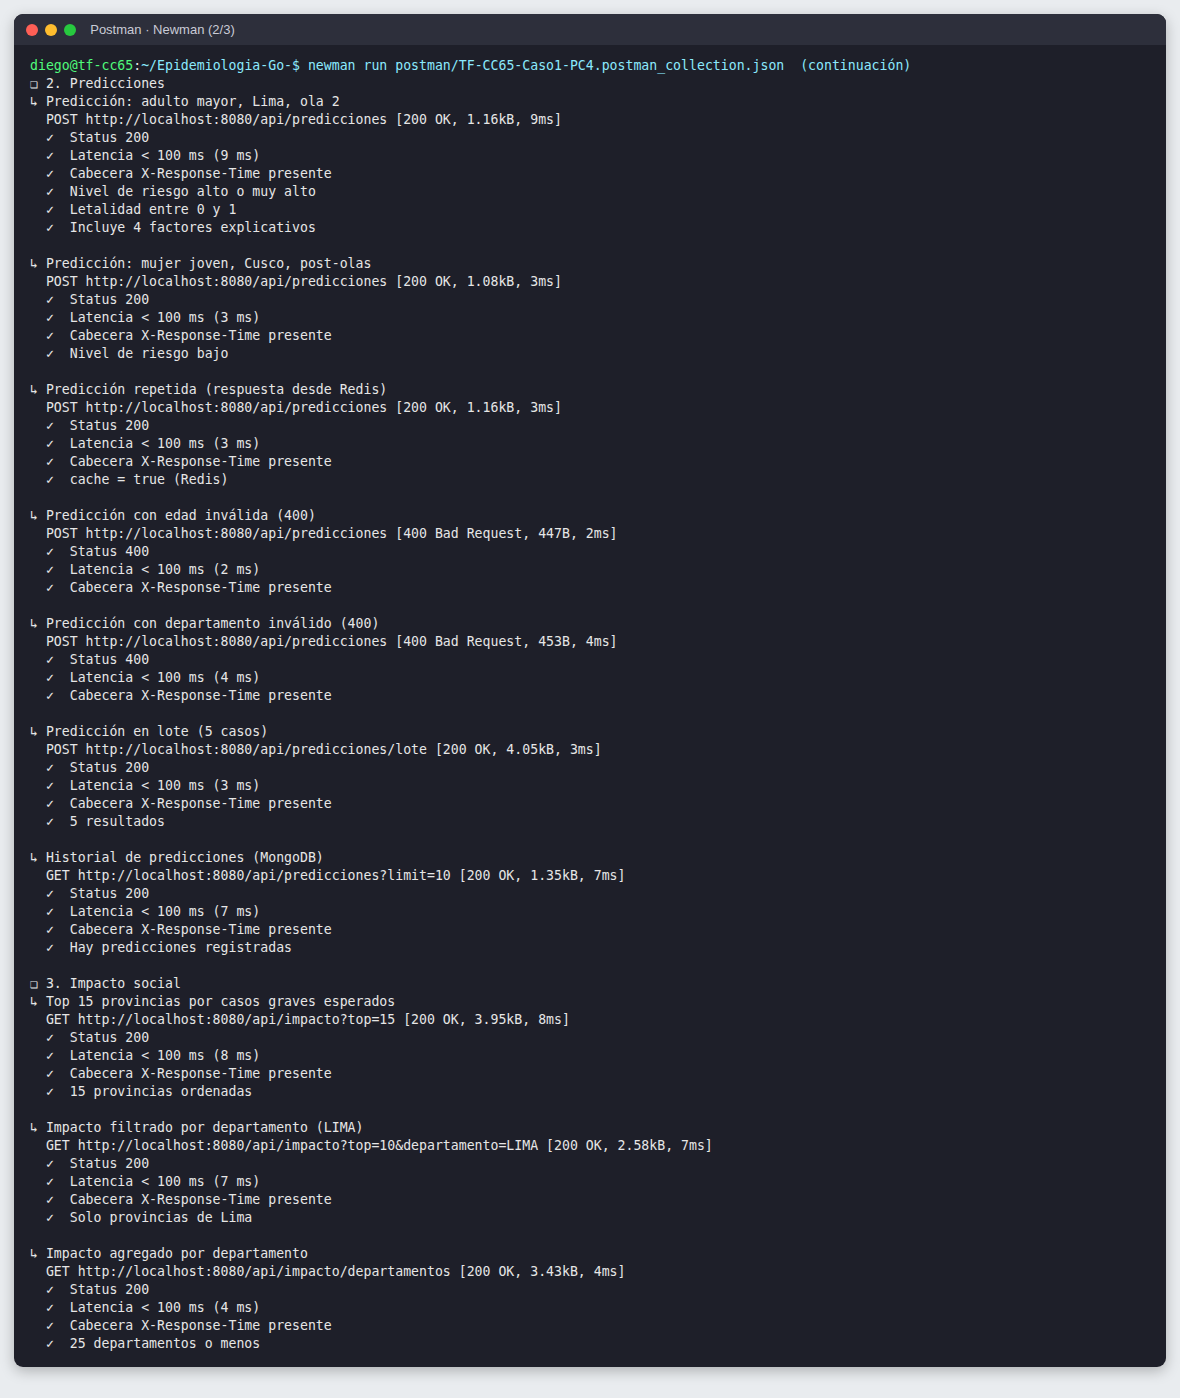 Postman · Newman (2/3)
diego@tf-cc65:~/Epidemiologia-Go-$ newman run postman/TF-CC65-Caso1-PC4.postman_collection.json  (continuación)
❏ 2. Predicciones
↳ Predicción: adulto mayor, Lima, ola 2
  POST http://localhost:8080/api/predicciones [200 OK, 1.16kB, 9ms]
  ✓  Status 200
  ✓  Latencia < 100 ms (9 ms)
  ✓  Cabecera X-Response-Time presente
  ✓  Nivel de riesgo alto o muy alto
  ✓  Letalidad entre 0 y 1
  ✓  Incluye 4 factores explicativos

↳ Predicción: mujer joven, Cusco, post-olas
  POST http://localhost:8080/api/predicciones [200 OK, 1.08kB, 3ms]
  ✓  Status 200
  ✓  Latencia < 100 ms (3 ms)
  ✓  Cabecera X-Response-Time presente
  ✓  Nivel de riesgo bajo

↳ Predicción repetida (respuesta desde Redis)
  POST http://localhost:8080/api/predicciones [200 OK, 1.16kB, 3ms]
  ✓  Status 200
  ✓  Latencia < 100 ms (3 ms)
  ✓  Cabecera X-Response-Time presente
  ✓  cache = true (Redis)

↳ Predicción con edad inválida (400)
  POST http://localhost:8080/api/predicciones [400 Bad Request, 447B, 2ms]
  ✓  Status 400
  ✓  Latencia < 100 ms (2 ms)
  ✓  Cabecera X-Response-Time presente

↳ Predicción con departamento inválido (400)
  POST http://localhost:8080/api/predicciones [400 Bad Request, 453B, 4ms]
  ✓  Status 400
  ✓  Latencia < 100 ms (4 ms)
  ✓  Cabecera X-Response-Time presente

↳ Predicción en lote (5 casos)
  POST http://localhost:8080/api/predicciones/lote [200 OK, 4.05kB, 3ms]
  ✓  Status 200
  ✓  Latencia < 100 ms (3 ms)
  ✓  Cabecera X-Response-Time presente
  ✓  5 resultados

↳ Historial de predicciones (MongoDB)
  GET http://localhost:8080/api/predicciones?limit=10 [200 OK, 1.35kB, 7ms]
  ✓  Status 200
  ✓  Latencia < 100 ms (7 ms)
  ✓  Cabecera X-Response-Time presente
  ✓  Hay predicciones registradas

❏ 3. Impacto social
↳ Top 15 provincias por casos graves esperados
  GET http://localhost:8080/api/impacto?top=15 [200 OK, 3.95kB, 8ms]
  ✓  Status 200
  ✓  Latencia < 100 ms (8 ms)
  ✓  Cabecera X-Response-Time presente
  ✓  15 provincias ordenadas

↳ Impacto filtrado por departamento (LIMA)
  GET http://localhost:8080/api/impacto?top=10&departamento=LIMA [200 OK, 2.58kB, 7ms]
  ✓  Status 200
  ✓  Latencia < 100 ms (7 ms)
  ✓  Cabecera X-Response-Time presente
  ✓  Solo provincias de Lima

↳ Impacto agregado por departamento
  GET http://localhost:8080/api/impacto/departamentos [200 OK, 3.43kB, 4ms]
  ✓  Status 200
  ✓  Latencia < 100 ms (4 ms)
  ✓  Cabecera X-Response-Time presente
  ✓  25 departamentos o menos